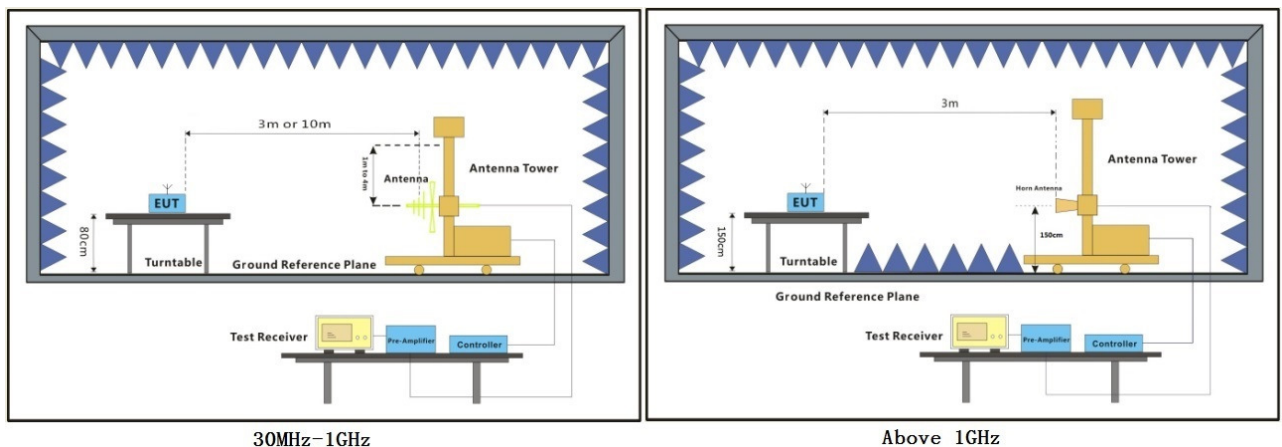 3m or 10m
1m to 4m
Antenna
Antenna Tower
EUT
80cm
Turntable
Ground Reference Plane
Test Receiver
Pre-Amplifier
Controller
30MHz-1GHz
3m
Antenna Tower
Horn Antenna
EUT
150cm
150cm
Turntable
Ground Reference Plane
Test Receiver
Pre-Amplifier
Controller
Above 1GHz